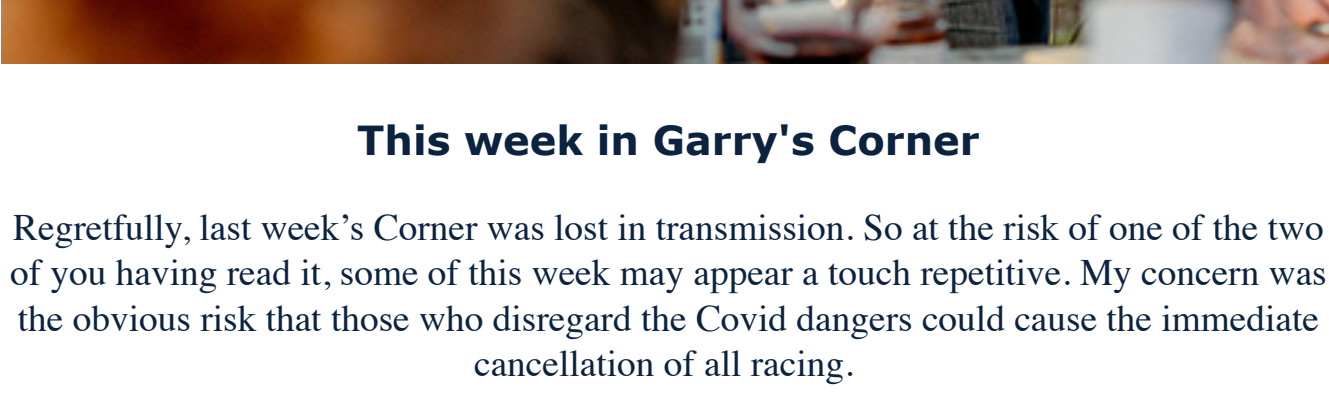 This week in Garry's Corner
Regretfully, last week’s Corner was lost in transmission. So at the risk of one of the two
of you having read it, some of this week may appear a touch repetitive. My concern was
the obvious risk that those who disregard the Covid dangers could cause the immediate
cancellation of all racing.